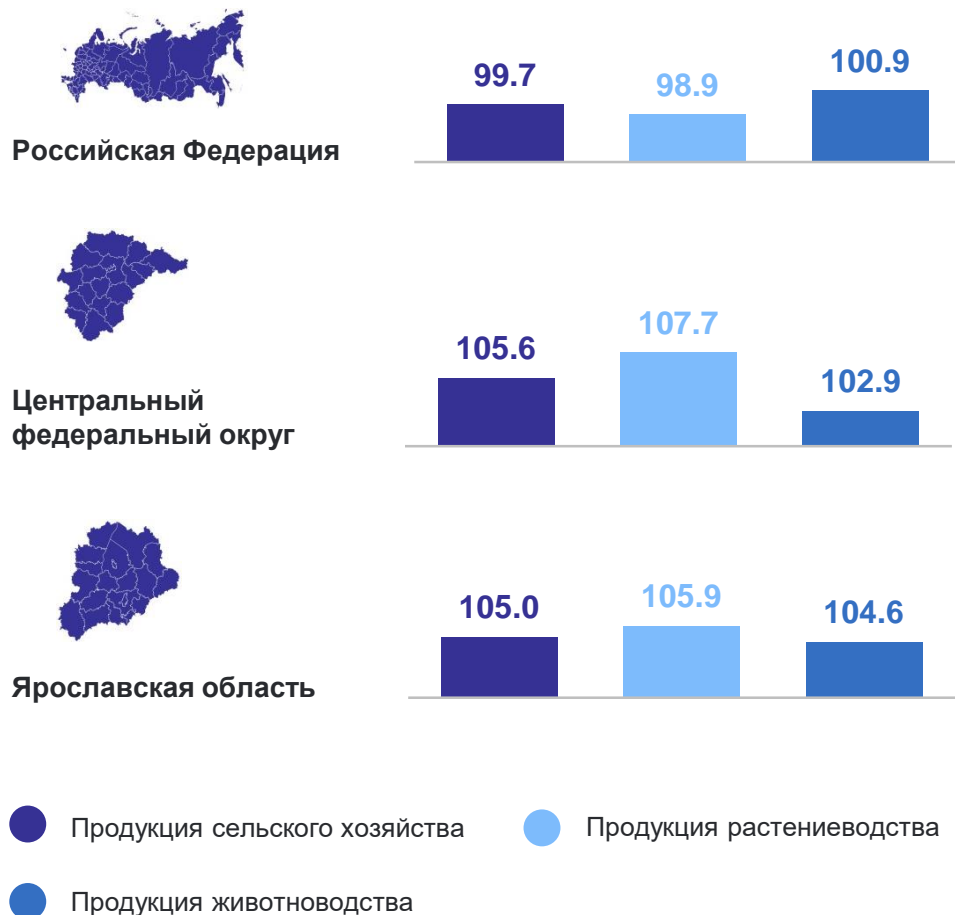 99.7
98.9
100.9
Российская Федерация
105.6
107.7
102.9
Центральный
федеральный округ
105.0
105.9
104.6
Ярославская область
Продукция сельского хозяйства
Продукция растениеводства
Продукция животноводства